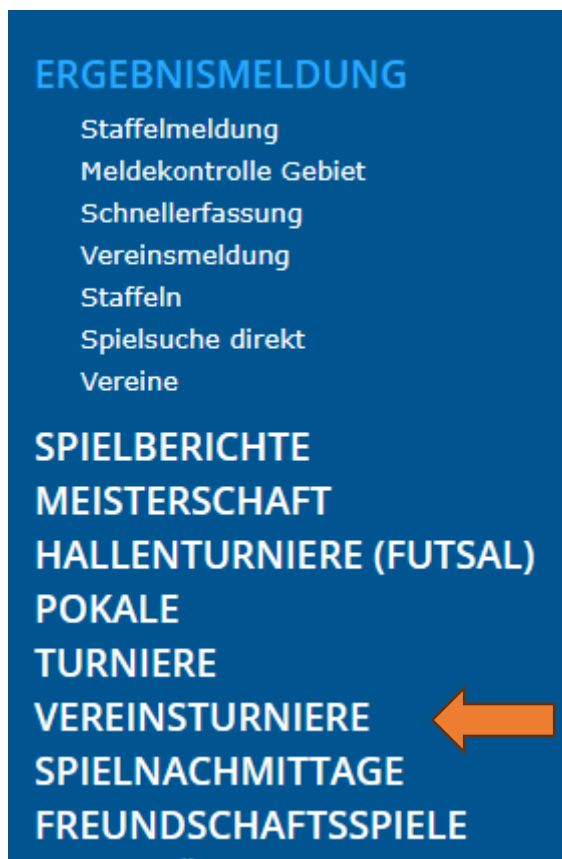 ERGEBNISMELDUNG
Staffelmeldung
Meldekontrolle Gebiet
Schnellerfassung
Vereinsmeldung
Staffeln
Spielsuche direkt
Vereine
SPIELBERICHTE
MEISTERSCHAFT
HALLENTURNIERE (FUTSAL)
POKALE
TURNIERE
VEREINSTURNIERE
SPIELNACHMITTAGE
FREUNDSCHAFTSSPIELE